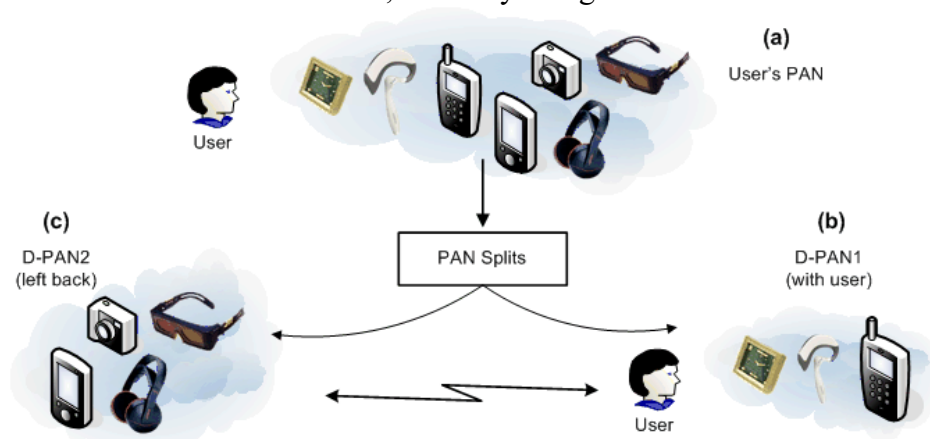 (a)
User's PAN
User
PAN Splits
(c)
D-PAN2
(left back)
(b)
D-PAN1
(with user)
User